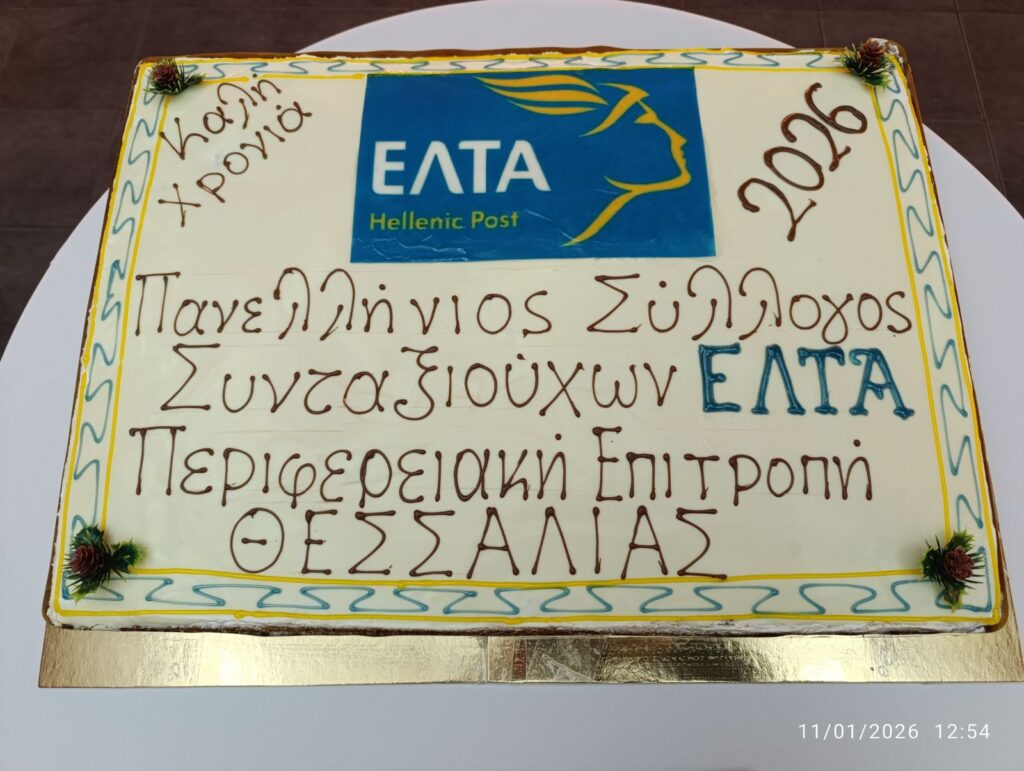 Καλή
Χρονιά
ΕΛΤΑ
Hellenic Post
2026
Πανελλήνιος Σύλλογος
Συνταξιούχων ΕΛΤΑ
Περιφερειακή Επιτροπή
ΘΕΣΣΑΛΙΑΣ
11/01/2026 12:54